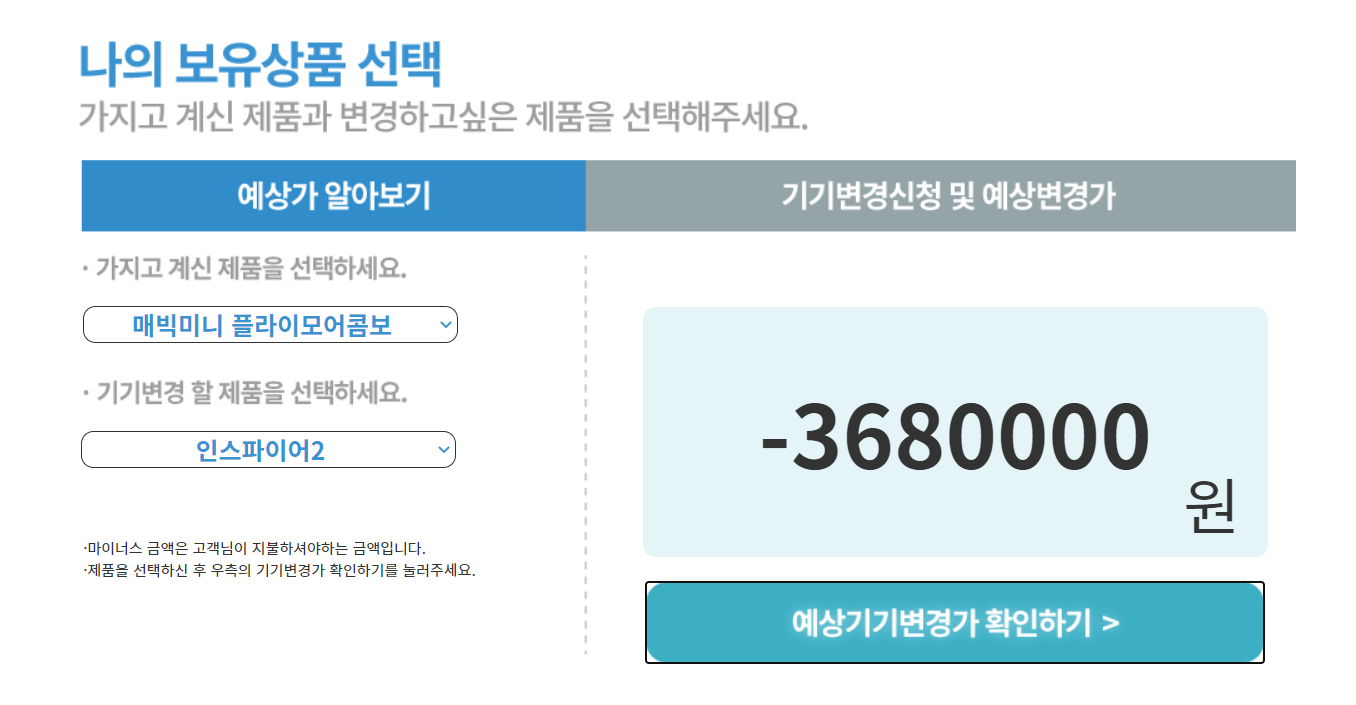 나의 보유상품 선택
가지고 계신 제품과 변경하고싶은 제품을 선택해주세요.
예상가 알아보기
기기변경신청 및 예상변경가
· 가지고 계신 제품을 선택하세요.
매빅미니 플라이모어콤보
· 기기변경 할 제품을 선택하세요.
인스파이어2
·마이너스 금액은 고객님이 지불하셔야하는 금액입니다.
·제품을 선택하신 후 우측의 기기변경가 확인하기를 눌러주세요.
-3680000
원
예상기기변경가 확인하기 >